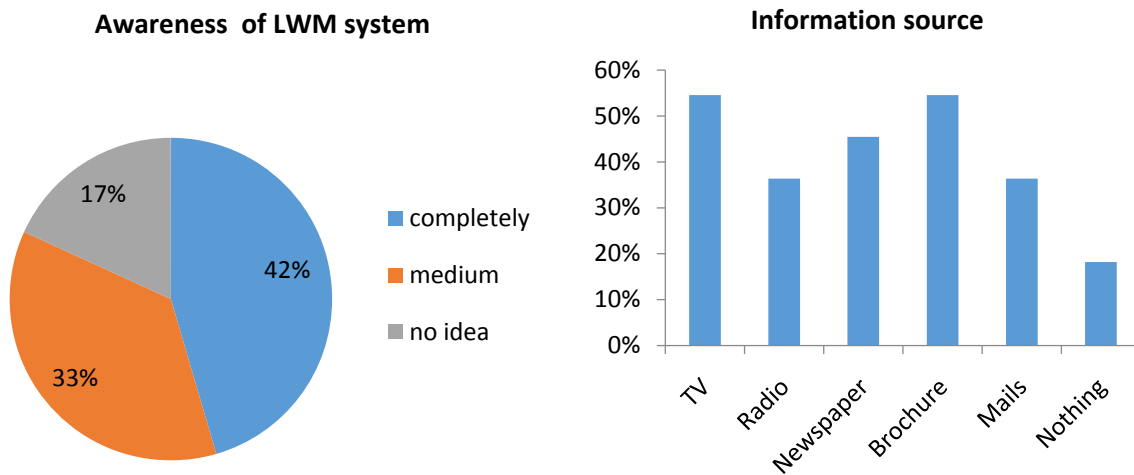 Awareness  of LWM system
17%
42%
33%
completely
medium
no idea
Information source
60%
50%
40%
30%
20%
10%
0%
TV
Radio
Newspaper
Brochure
Mails
Nothing